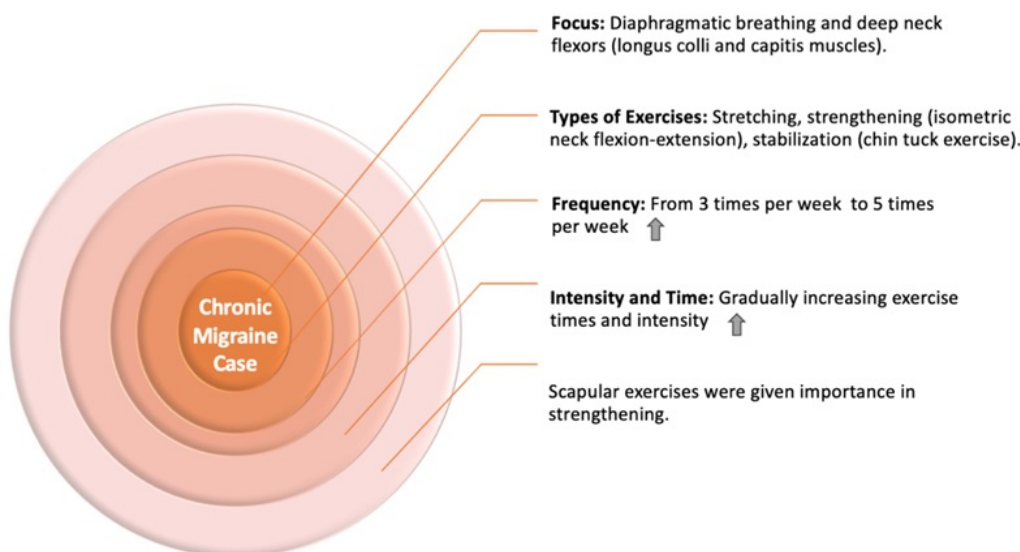 Focus: Diaphragmatic breathing and deep neck
flexors (longus colli and capitis muscles).
Types of Exercises: Stretching, strengthening (isometric
neck flexion-extension), stabilization (chin tuck exercise).
Frequency: From 3 times per week to 5 times
per week
Intensity and Time: Gradually increasing exercise
times and intensity
Scapular exercises were given importance in
strengthening.
Chronic
Migraine
Case